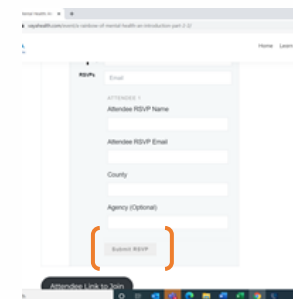 Home Learn
RSVPs
Email
ATTENDEE 1
Attendee RSVP Name
Attendee RSVP Email
County
Agency (Optional)
Submit RSVP
Attendee Link to Join